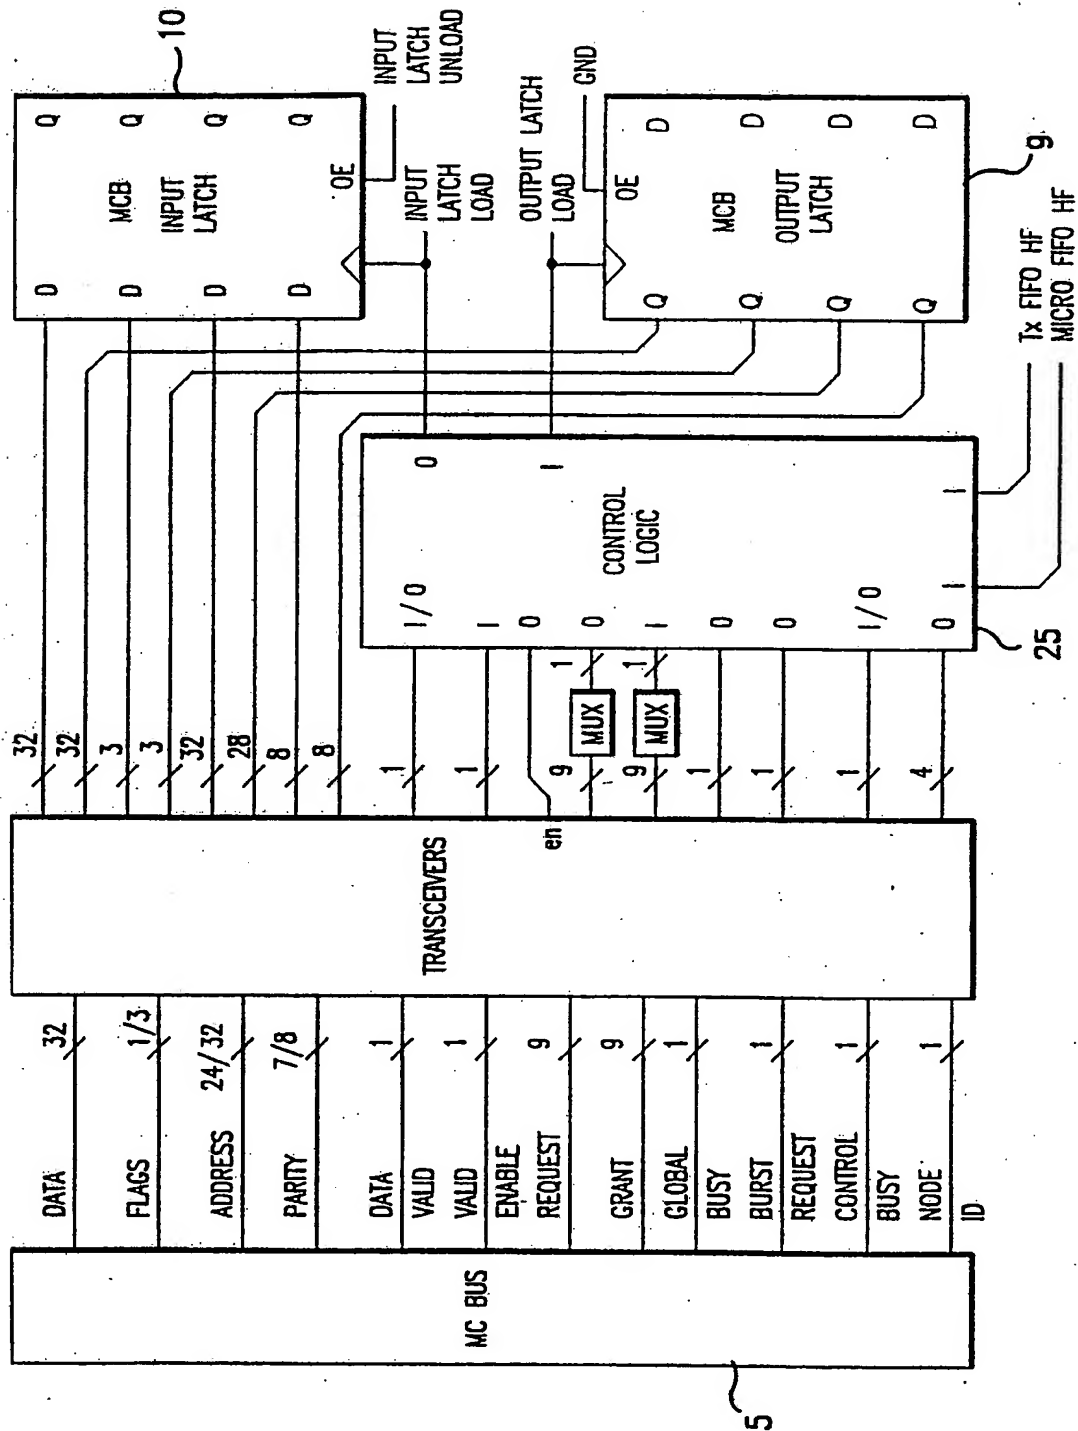 MC BUS
5
DATA
FLAGS
ADDRESS
PARTY
DATA
VALID
VALID
ENABLE
REQUEST
GRANT
GLOBAL
BUSY
BURST
REQUEST
CONTROL
BUSY
NODE
ID
32
1/3
24/32
7/8
1
1
9
9
1
1
1
1
TRANSCEIVERS
en
32
32
3
3
32
28
8
8
1
1
9
9
1
1
1
4
MUX
MUX
1
1
I/O
I
O
O
I
O
O
I/O
O
CONTROL
LOGIC
O
I
I
I
25
D
D
D
D
MCB
INPUT
LATCH
OE
Q
Q
Q
Q
10
INPUT
LATCH
UNLOAD
INPUT
LATCH
LOAD
OUTPUT LATCH
LOAD
GND
Q
Q
Q
Q
MCB
OUTPUT
LATCH
OE
D
D
D
D
9
Tx FIFO HF
MICRO FIFO HF